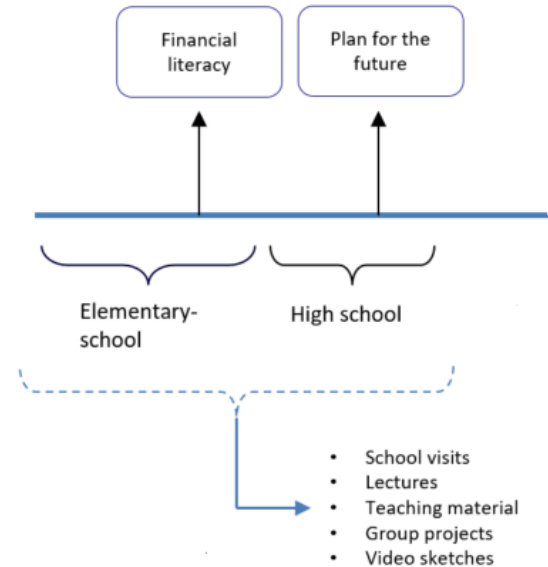 Financial
literacy
Plan for the
future
Elementary-
school
High school
• School visits
• Lectures
• Teaching material
• Group projects
• Video sketches